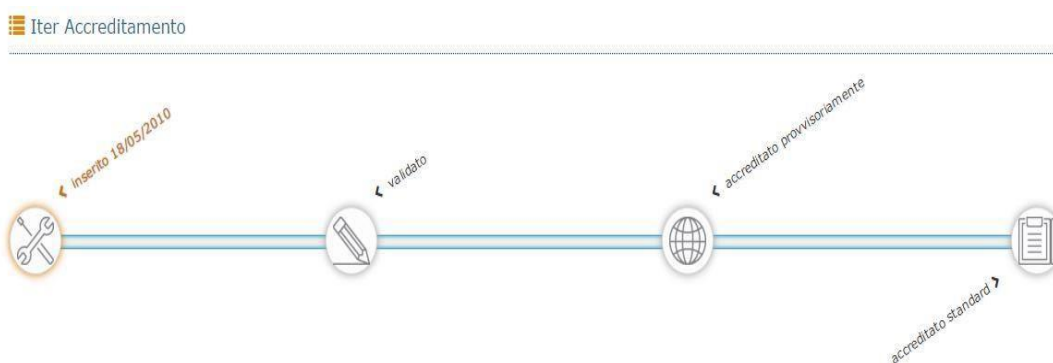 Iter Accreditamento
inserito 18/05/2010
validato
accreditato provvisoriamente
accreditato standard